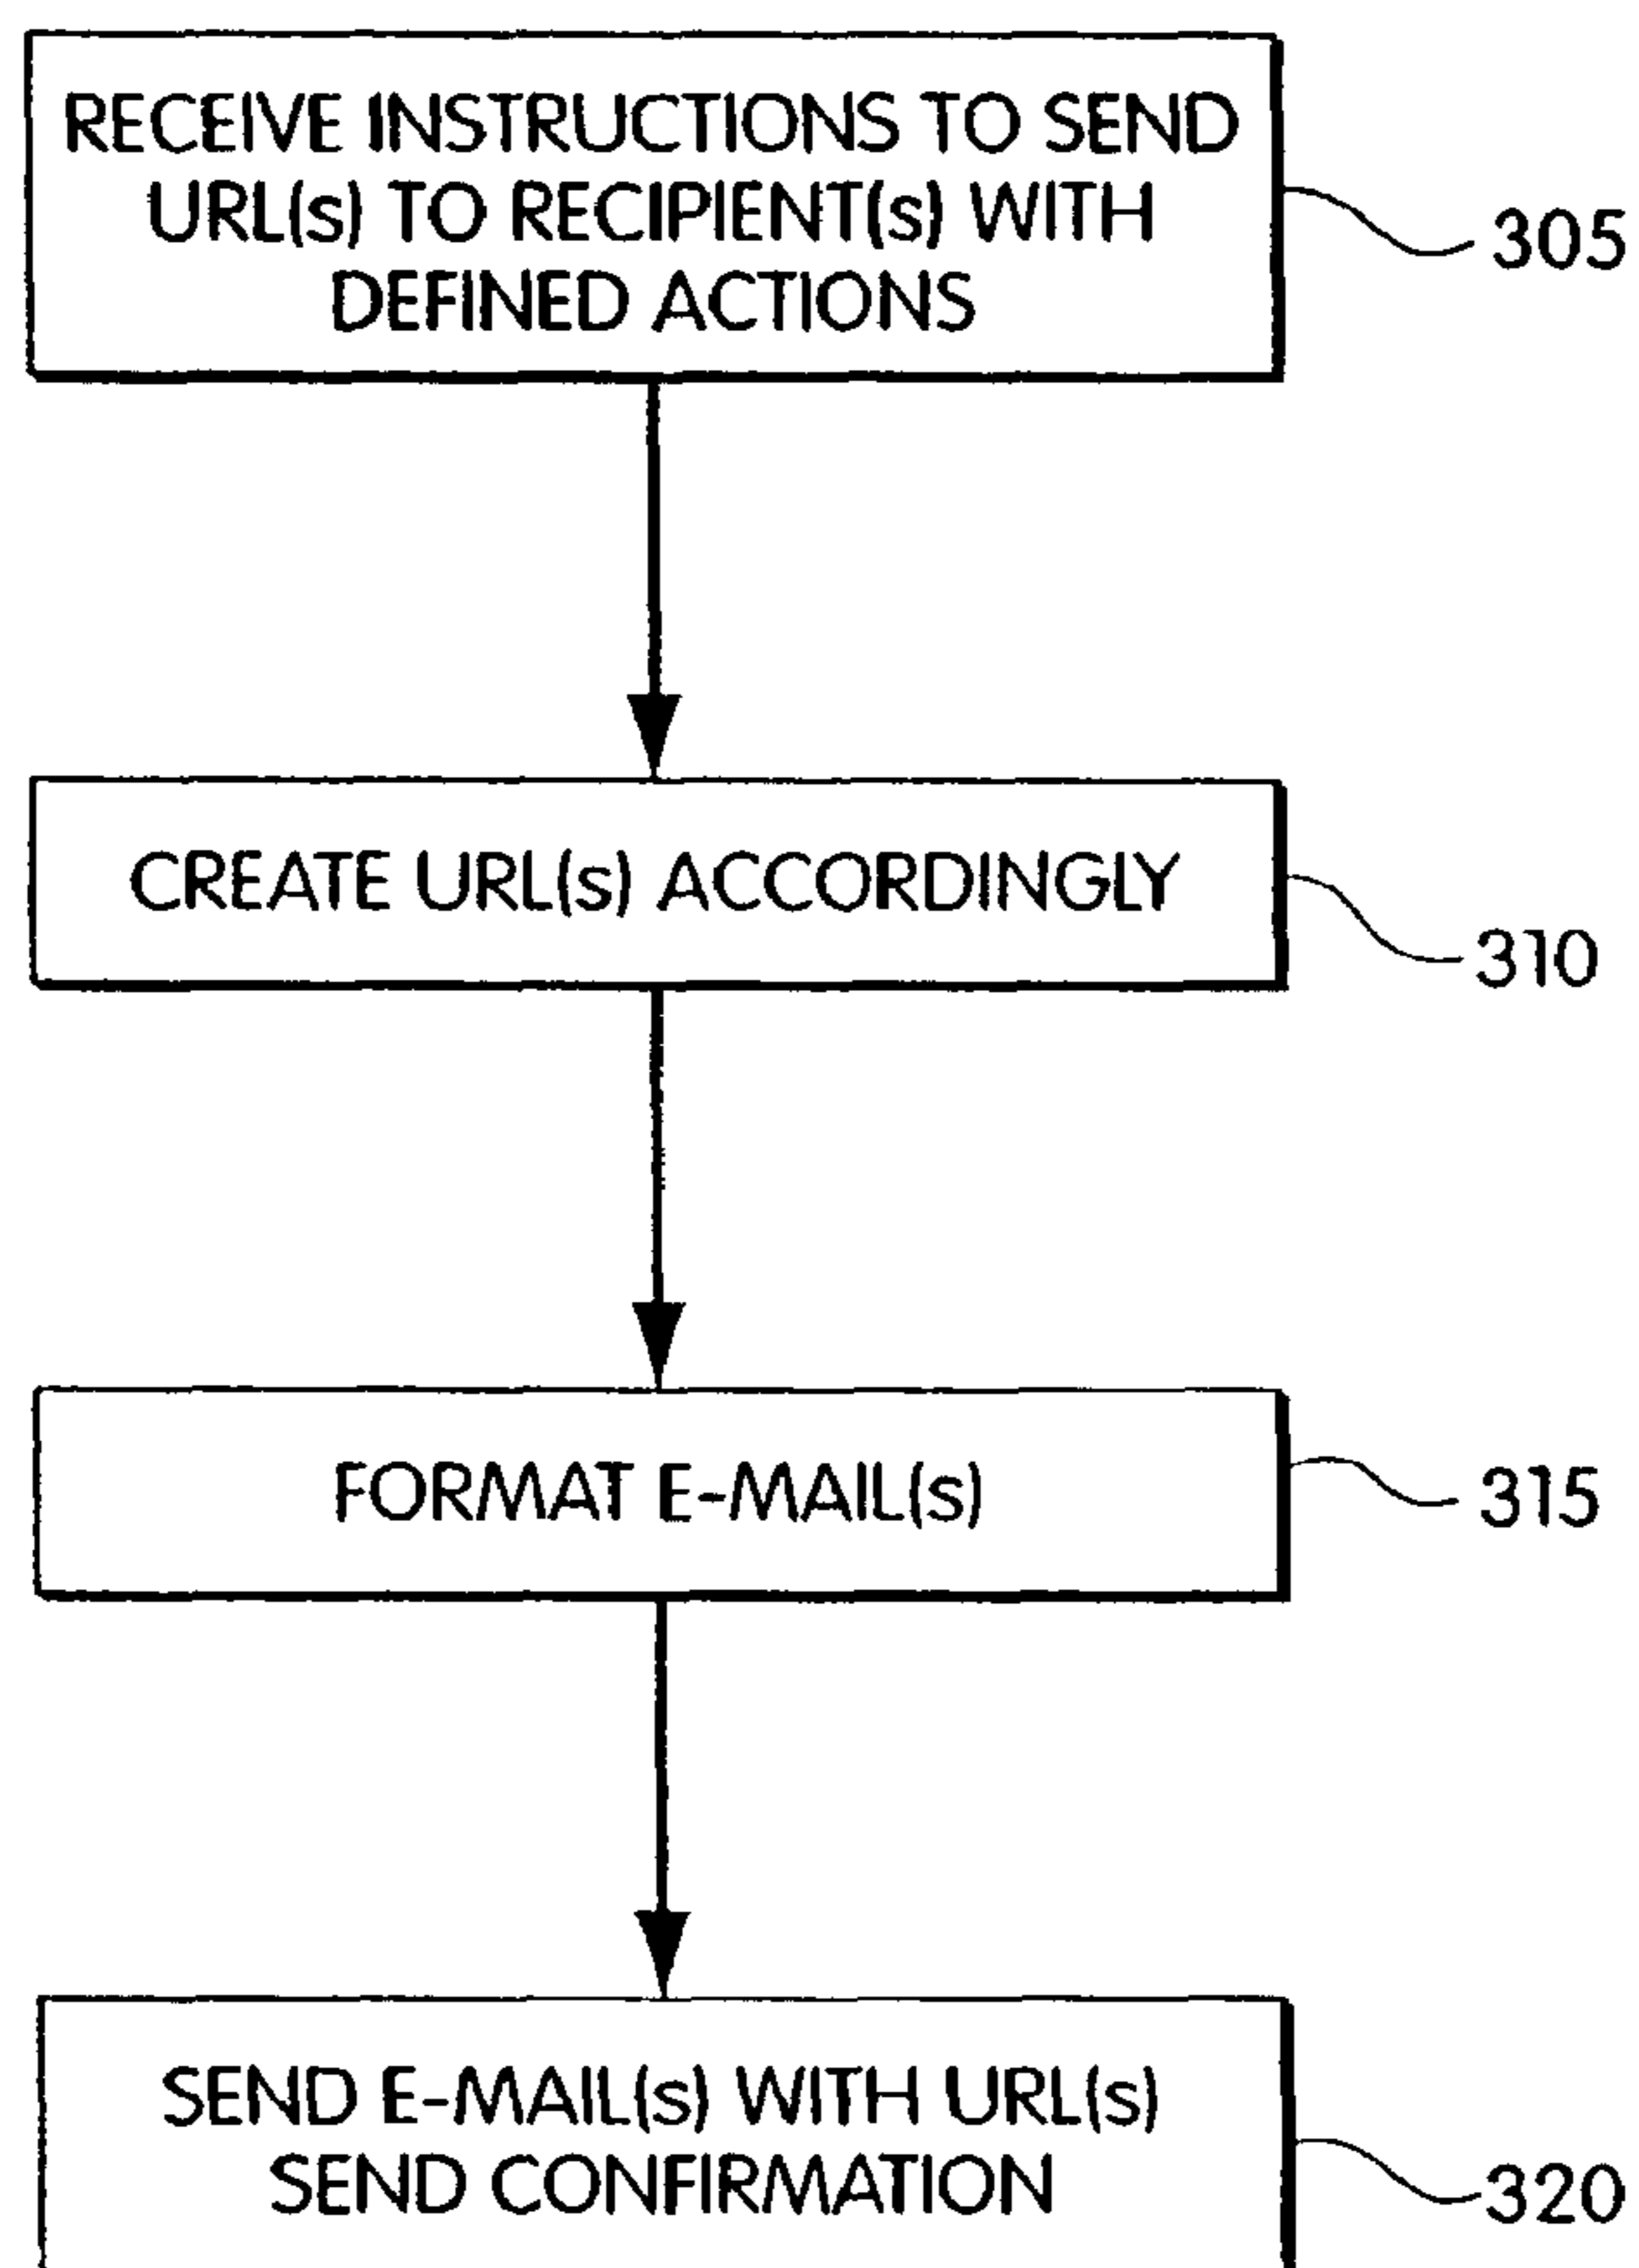 RECEIVE INSTRUCTIONS TO SEND
URL(s) TO RECIPIENT(s) WITH
DEFINED ACTIONS
305
CREATE URL(s) ACCORDINGLY
310
FORMAT E-MAIL(s)
315
SEND E-MAIL(s) WITH URL(s)
SEND CONFIRMATION
320